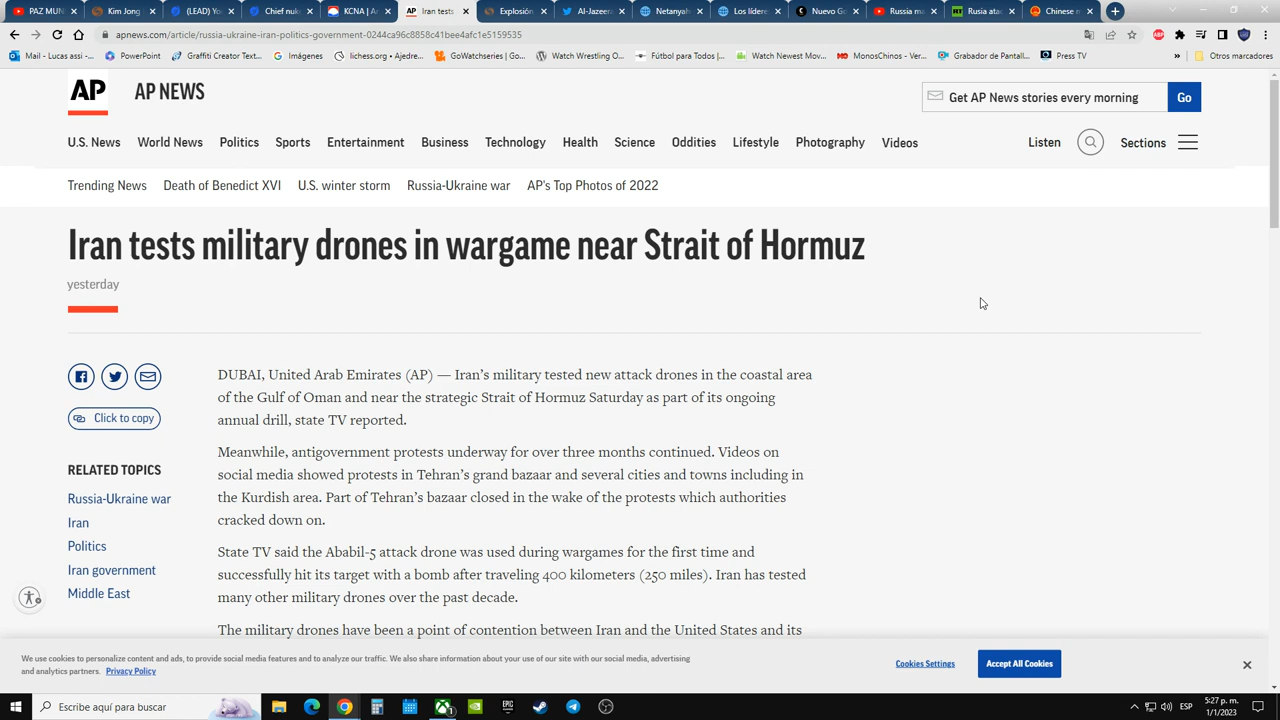 PAZ MUN
Kim Jong
(LEAD) Yo
Chief nuk
KCNA | Ar
Iran tests
Explosión
Al-Jazeer
Netanyah
Los líder
Nuevo Go
Russia m
Rusia ata
Chinese m
apnews.com/article/russia-ukraine-iran-politics-government-0244ca96c8858c41bee4afc1e5159535
Mail - Lucas assi -...
PowerPoint
Graffiti Creator Text...
Imágenes
lichess.org • Ajedre...
GoWatchseries | G...
Watch Wrestling O...
Fútbol para Todos |...
Watch Newest Mov...
MonosChinos - Ver...
Grabador de Pantall...
Press TV
»
Otros marcadores
AP AP NEWS
Get AP News stories every morning
Go
U.S. News World News Politics Sports Entertainment Business Technology Health Science Oddities Lifestyle Photography Videos
Listen
Sections
Trending News Death of Benedict XVI U.S. winter storm Russia-Ukraine war AP's Top Photos of 2022
Iran tests military drones in wargame near Strait of Hormuz
yesterday
Click to copy
RELATED TOPICS
Russia-Ukraine war
Iran
Politics
Iran government
Middle East
DUBAI, United Arab Emirates (AP) — Iran’s military tested new attack drones in the coastal area
of the Gulf of Oman and near the strategic Strait of Hormuz Saturday as part of its ongoing
annual drill, state TV reported.
Meanwhile, antigovernment protests underway for over three months continued. Videos on
social media showed protests in Tehran’s grand bazaar and several cities and towns including in
the Kurdish area. Part of Tehran’s bazaar closed in the wake of the protests which authorities
cracked down on.
State TV said the Ababil-5 attack drone was used during wargames for the first time and
successfully hit its target with a bomb after traveling 400 kilometers (250 miles). Iran has tested
many other military drones over the past decade.
The military drones have been a point of contention between Iran and the United States and its
We use cookies to personalize content and ads, to provide social media features and to analyze our traffic. We also share information about your use of our site with our social media, advertising
and analytics partners. Privacy Policy
Cookies Settings
Accept All Cookies
Escribe aquí para buscar
ESP
5:27 p.m.
1/1/2023